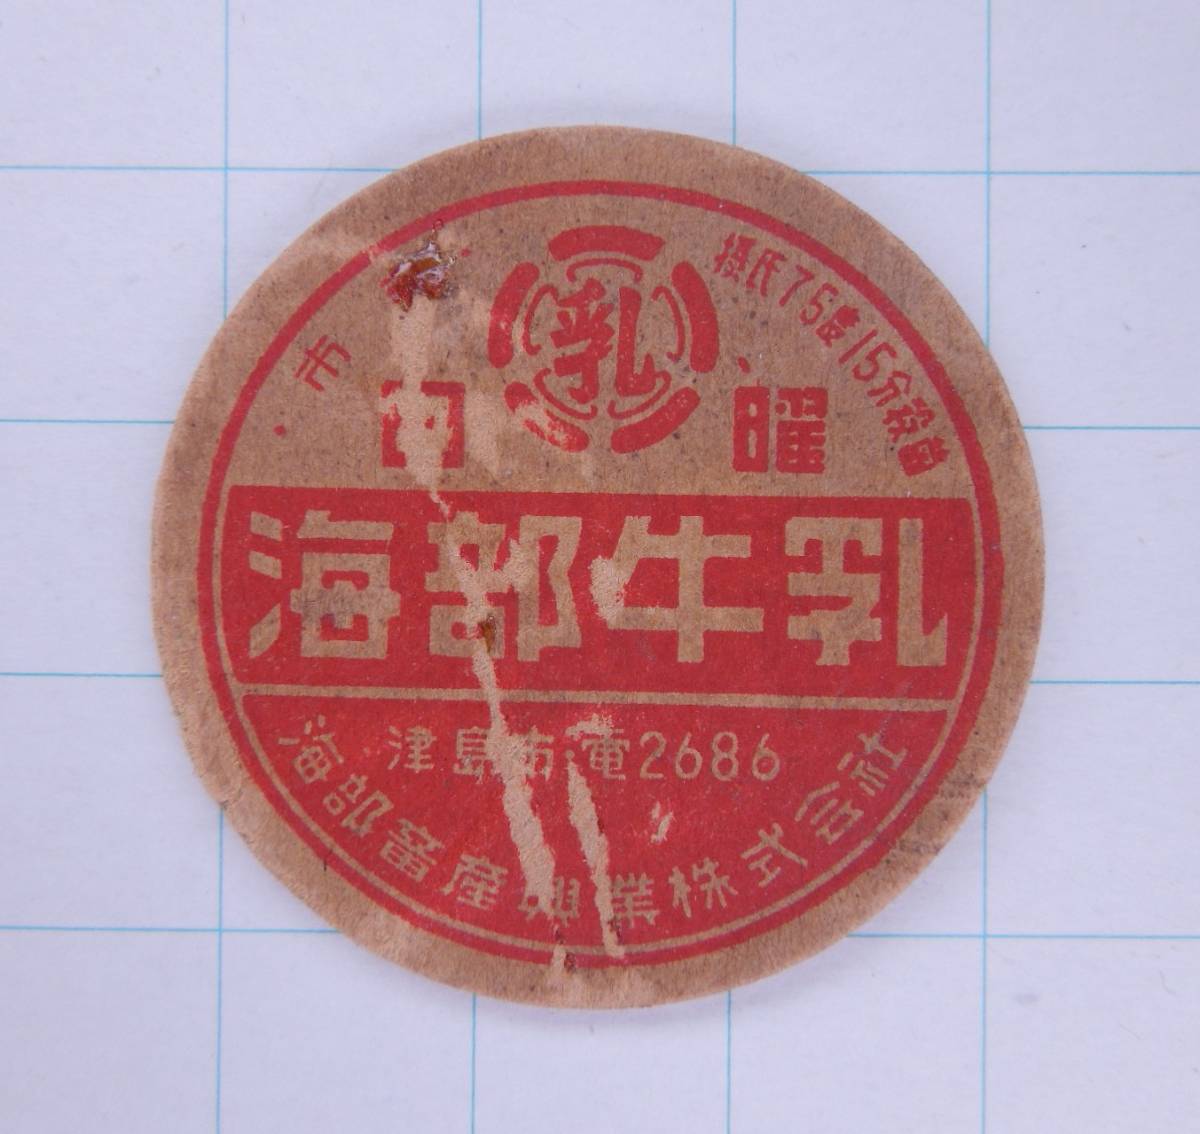 市
乳
摂氏75度15分殺菌
日曜
海部牛乳
津島市電2686
海部畜産興業株式会社